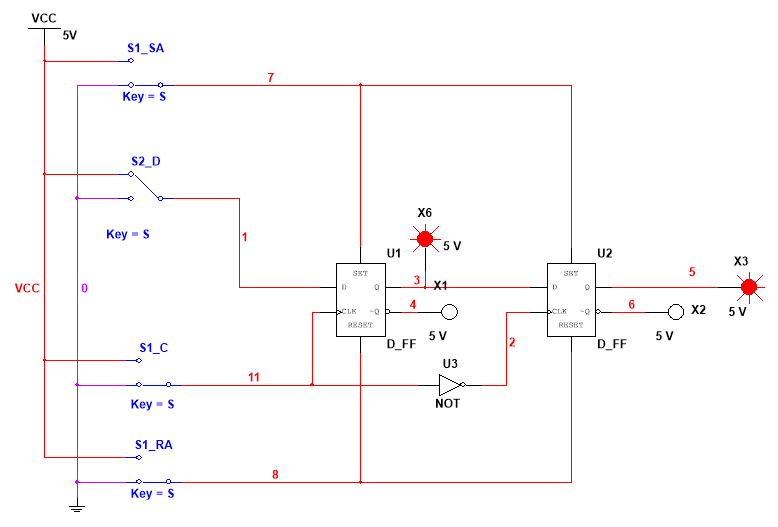 VCC
5V
S1_SA
7
Key = S
S2_D
Key = S
1
X6
5 V
U1
U2
SET
SET
X3
5
VCC
0
D
Q
3
X1
D
Q
5 V
CLK
~Q
4
CLK
~Q
6
X2
RESET
5 V
RESET
5 V
D_FF
D_FF
2
S1_C
U3
11
Key = S
NOT
S1_RA
8
Key = S